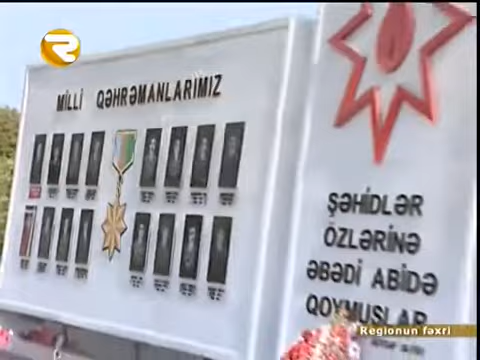 MİLLİ QƏHRƏMANLARIMIZ
ŞƏHİDLƏR
ÖZLƏRİNƏ
ƏBƏDİ ABİDƏ
QOYMUŞLAR
Regionun fəxri